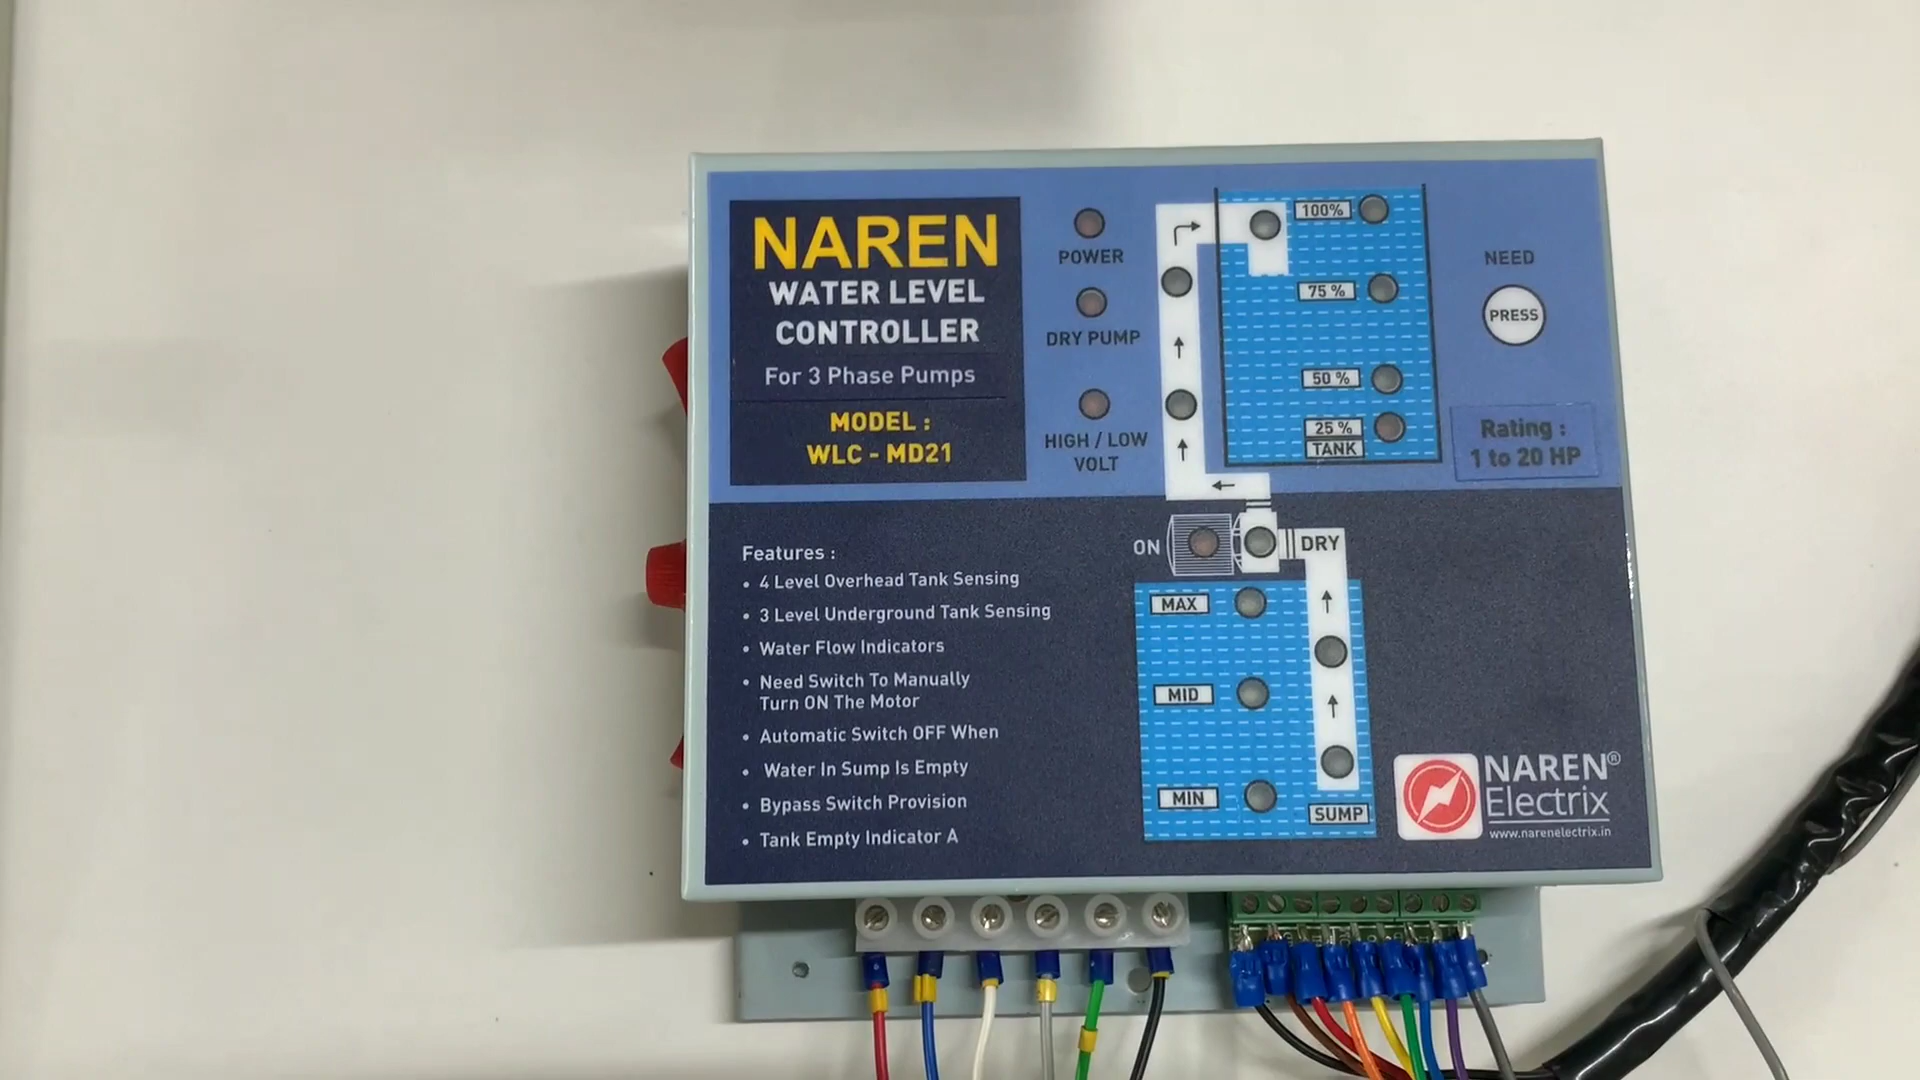 NAREN
WATER LEVEL
CONTROLLER
For 3 Phase Pumps
MODEL :
WLC - MD21
POWER
DRY PUMP
HIGH / LOW
VOLT
100%
75 %
50 %
25 %
TANK
NEED
PRESS
Rating :
1 to 20 HP
Features :
• 4 Level Overhead Tank Sensing
• 3 Level Underground Tank Sensing
• Water Flow Indicators
• Need Switch To Manually
Turn ON The Motor
• Automatic Switch OFF When
• Water In Sump Is Empty
• Bypass Switch Provision
• Tank Empty Indicator A
ON
DRY
MAX
MID
MIN
SUMP
NAREN®
Electrix
www.narenelectrix.in